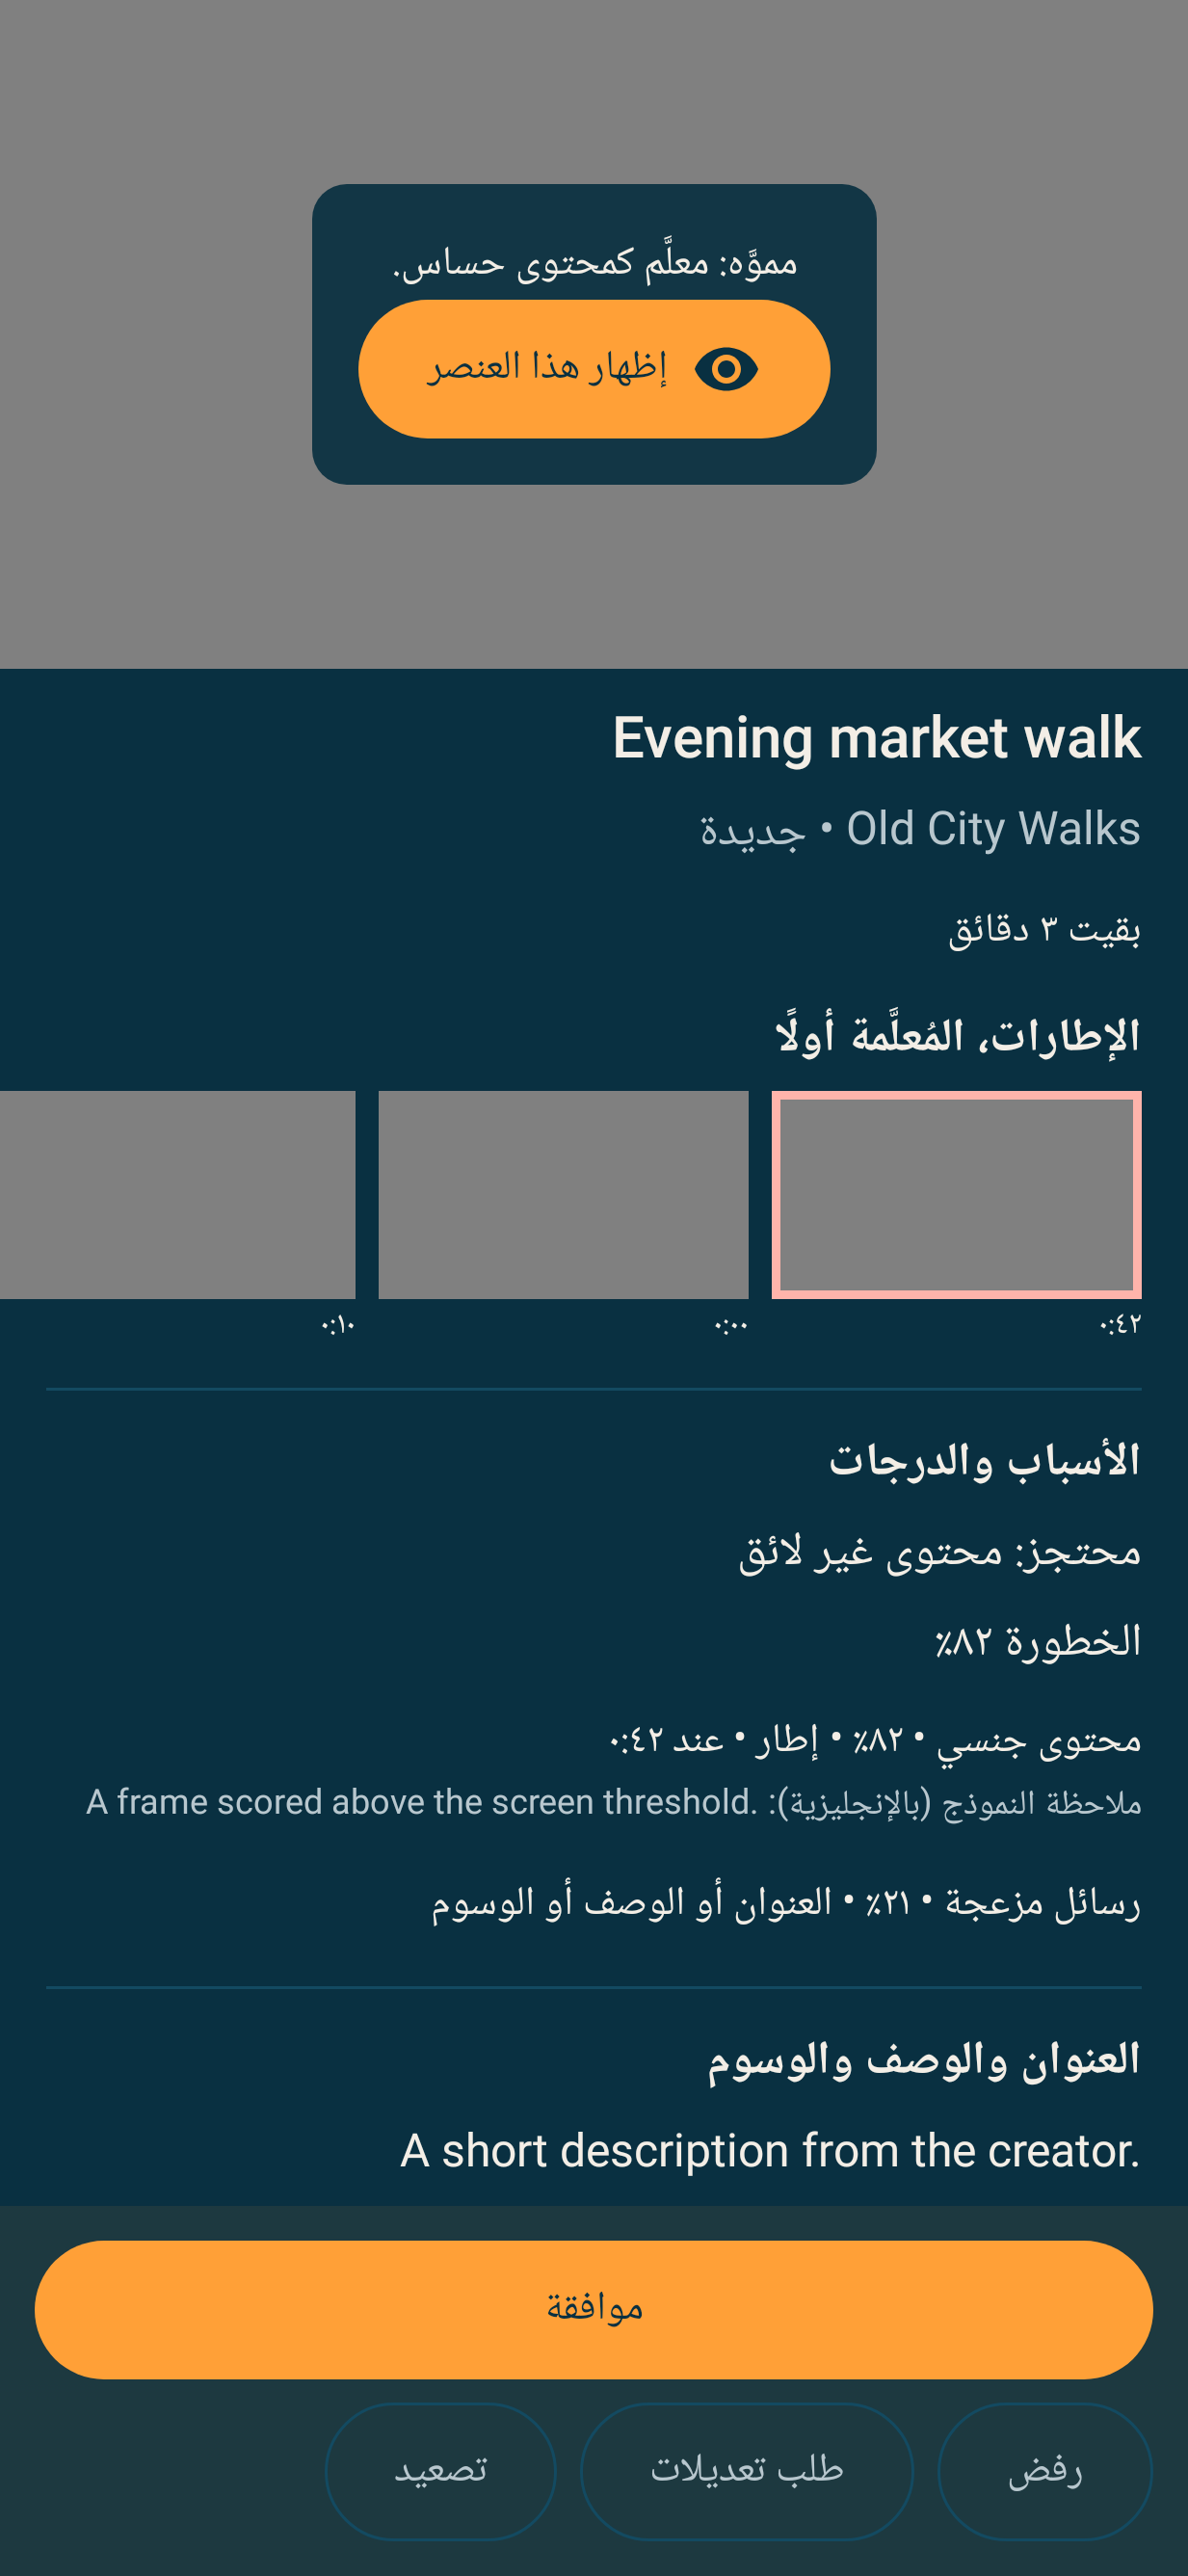 مموَّه: معلَّم كمحتوى حساس.
إظهار هذا العنصر
Evening market walk
Old City Walks • جديدة
بقيت ٣ دقائق
الإطارات، المُعلَّمة أولًا
٠:٤٢
٠:٠٠
٠:١٠
الأسباب والدرجات
محتجز: محتوى غير لائق
الخطورة ٨٢٪
محتوى جنسي • ٨٢٪ • إطار • عند ٠:٤٢
ملاحظة النموذج (بالإنجليزية): A frame scored above the screen threshold.
رسائل مزعجة • ٢١٪ • العنوان أو الوصف أو الوسوم
العنوان والوصف والوسوم
A short description from the creator.
موافقة
رفض
طلب تعديلات
تصعيد